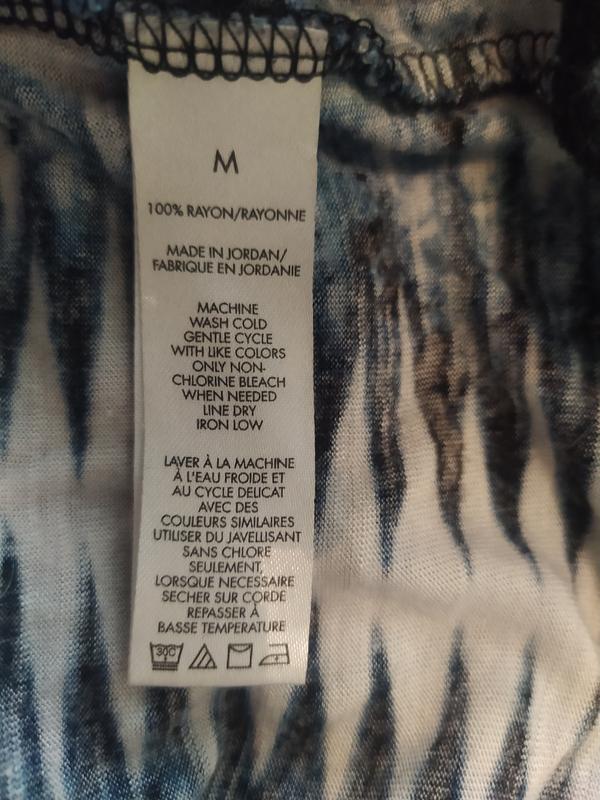 M
100% RAYON/RAYONNE
MADE IN JORDAN/
FABRIQUE EN JORDANIE
MACHINE
WASH COLD
GENTLE CYCLE
WITH LIKE COLORS
ONLY NON-
CHLORINE BLEACH
WHEN NEEDED
LINE DRY
IRON LOW
LAVER À LA MACHINE
À L'EAU FROIDE ET
AU CYCLE DELICAT
AVEC DES
COULEURS SIMILAIRES
UTILISER DU JAVELLISANT
SANS CHLORE
SEULEMENT,
LORSQUE NECESSAIRE
SECHER SUR CORDE
REPASSER À
BASSE TEMPERATURE
30C